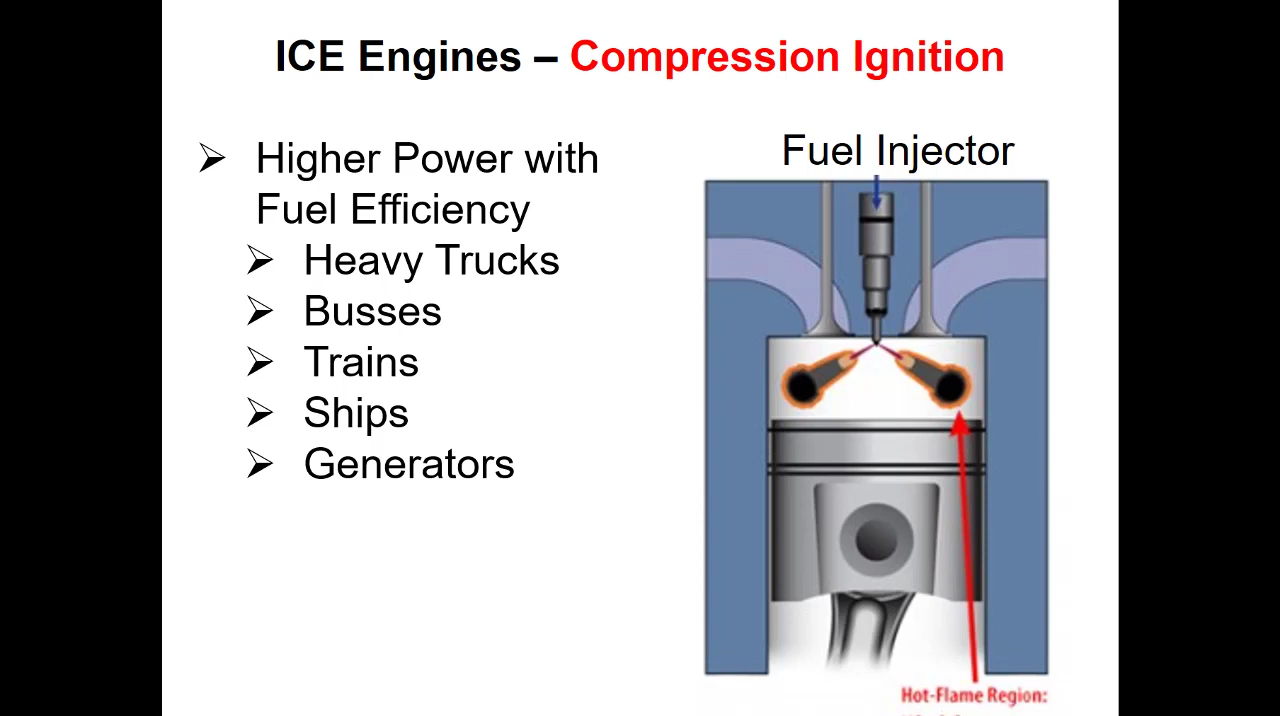 ICE Engines – Compression Ignition
➢ Higher Power with
Fuel Efficiency
➢ Heavy Trucks
➢ Busses
➢ Trains
➢ Ships
➢ Generators
Fuel Injector
Hot-Flame Region: